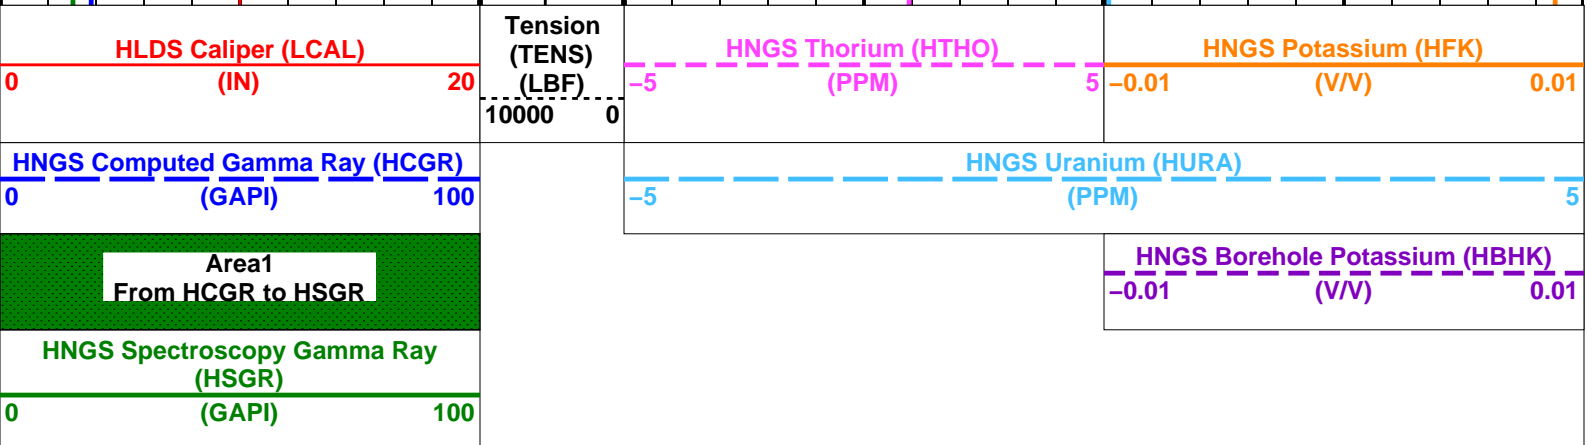 HLDS Caliper (LCAL)
0 (IN) 20
Tension
(TENS)
(LBF)
10000 0
HNGS Thorium (HTHO)
−5 (PPM) 5
HNGS Potassium (HFK)
−0.01 (V/V) 0.01
HNGS Computed Gamma Ray (HCGR)
0 (GAPI) 100
HNGS Uranium (HURA)
−5 (PPM) 5
Area1
From HCGR to HSGR
HNGS Borehole Potassium (HBHK)
−0.01 (V/V) 0.01
HNGS Spectroscopy Gamma Ray
(HSGR)
0 (GAPI) 100